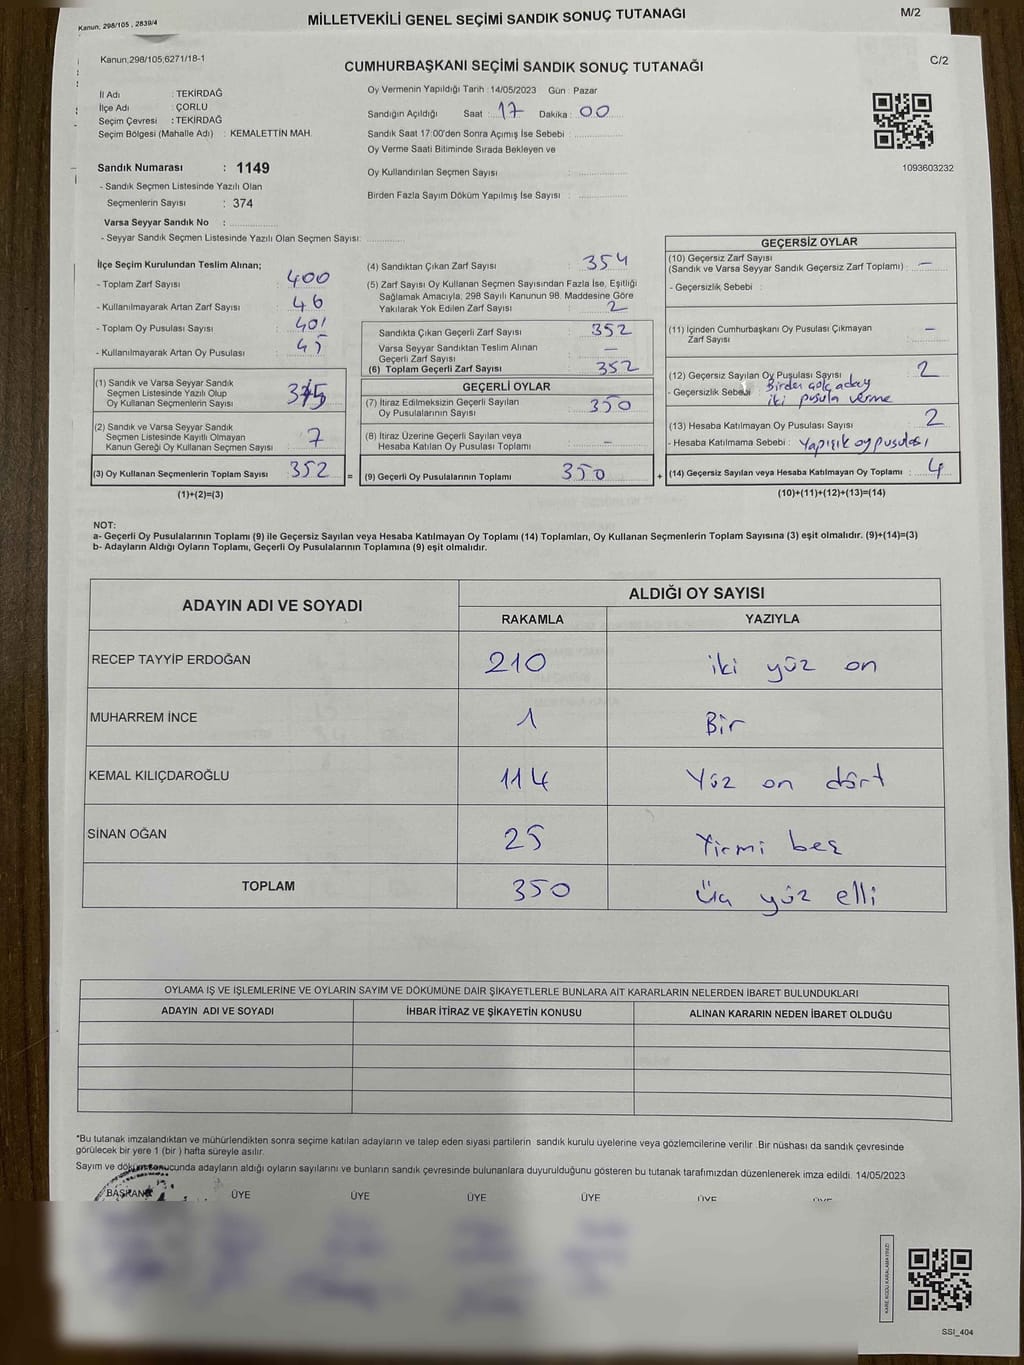 Kanun, 298/105 , 2839/4
MİLLETVEKİLİ GENEL SEÇİMİ SANDIK SONUÇ TUTANAĞI
M/2
Kanun,298/105,6271/18-1
CUMHURBAŞKANI SEÇİMİ SANDIK SONUÇ TUTANAĞI
C/2
İl Adı : TEKİRDAĞ
İlçe Adı : ÇORLU
Seçim Çevresi : TEKİRDAĞ
Seçim Bölgesi (Mahalle Adı) : KEMALETTİN MAH.
Sandık Numarası : 1149
- Sandık Seçmen Listesinde Yazılı Olan
Seçmenlerin Sayısı : 374
Varsa Seyyar Sandık No :
- Seyyar Sandık Seçmen Listesinde Yazılı Olan Seçmen Sayısı:
Oy Vermenin Yapıldığı Tarih : 14/05/2023 Gün : Pazar
Sandığın Açıldığı Saat : 17 Dakika : 00
Sandık Saat 17:00'den Sonra Açımış İse Sebebi :
Oy Verme Saati Bitiminde Sırada Bekleyen ve
Oy Kullandırılan Seçmen Sayısı :
Birden Fazla Sayım Döküm Yapılmış İse Sayısı :
1093603232
İlçe Seçim Kurulundan Teslim Alınan;
- Toplam Zarf Sayısı : 400
- Kullanılmayarak Artan Zarf Sayısı : 46
- Toplam Oy Pusulası Sayısı : 401
- Kullanılmayarak Artan Oy Pusulası : 45
(1) Sandık ve Varsa Seyyar Sandık
Seçmen Listesinde Yazılı Olup
Oy Kullanan Seçmenlerin Sayısı
(2) Sandık ve Varsa Seyyar Sandık
Seçmen Listesinde Kayıtlı Olmayan
Kanun Gereği Oy Kullanan Seçmen Sayısı : 7
(3) Oy Kullanan Seçmenlerin Toplam Sayısı : 352 =
(1)+(2)=(3)
(4) Sandıktan Çıkan Zarf Sayısı : 354
(5) Zarf Sayısı Oy Kullanan Seçmen Sayısından Fazla İse, Eşitliği
Sağlamak Amacıyla, 298 Sayılı Kanunun 98. Maddesine Göre
Yakılarak Yok Edilen Zarf Sayısı : 2
Sandıkta Çıkan Geçerli Zarf Sayısı : 352
Varsa Seyyar Sandıktan Teslim Alınan
Geçerli Zarf Sayısı : —
(6) Toplam Geçerli Zarf Sayısı : 352
GEÇERLİ OYLAR
(7) İtiraz Edilmeksizin Geçerli Sayılan
Oy Pusulalarının Sayısı : 350
(8) İtiraz Üzerine Geçerli Sayılan veya
Hesaba Katılan Oy Pusulası Toplamı : -
(9) Geçerli Oy Pusulalarının Toplamı : 350 +
GEÇERSİZ OYLAR
(10) Geçersiz Zarf Sayısı
(Sandık ve Varsa Seyyar Sandık Geçersiz Zarf Toplamı) : —
- Geçersizlik Sebebi :
(11) İçinden Cumhurbaşkanı Oy Pusulası Çıkmayan
Zarf Sayısı : —
(12) Geçersiz Sayılan Oy Pusulası Sayısı : 2
- Geçersizlik Sebebi : Birden aday
iki pusula verme
(13) Hesaba Katılmayan Oy Pusulası Sayısı : 2
- Hesaba Katılmama Sebebi : Yapışık oy pusulası
(14) Geçersiz Sayılan veya Hesaba Katılmayan Oy Toplamı : 4
(10)+(11)+(12)+(13)=(14)
NOT:
a- Geçerli Oy Pusulalarının Toplamı (9) ile Geçersiz Sayılan veya Hesaba Katılmayan Oy Toplamı (14) Toplamları, Oy Kullanan Seçmenlerin Toplam Sayısına (3) eşit olmalıdır. (9)+(14)=(3)
b- Adayların Aldığı Oyların Toplamı, Geçerli Oy Pusulalarının Toplamına (9) eşit olmalıdır.
ADAYIN ADI VE SOYADI
ALDIĞI OY SAYISI
RAKAMLA YAZIYLA
RECEP TAYYİP ERDOĞAN 210 iki yüz on
MUHARREM İNCE 1 Bir
KEMAL KILIÇDAROĞLU 114 Yüz on dört
SİNAN OĞAN 25 Yirmi beş
TOPLAM 350 Üç yüz elli
OYLAMA İŞ VE İŞLEMLERİNE VE OYLARIN SAYIM VE DÖKÜMÜNE DAİR ŞİKAYETLERLE BUNLARA AİT KARARLARIN NELERDEN İBARET BULUNDUKLARI
ADAYIN ADI VE SOYADI İHBAR İTİRAZ VE ŞİKAYETİN KONUSU ALINAN KARARIN NEDEN İBARET OLDUĞU
*Bu tutanak imzalandıktan ve mühürlendikten sonra seçime katılan adayların ve talep eden siyasi partilerin sandık kurulu üyelerine veya gözlemcilerine verilir. Bir nüshası da sandık çevresinde
görülecek bir yere 1 (bir ) hafta süreyle asılır.
Sayım ve döküm sonucunda adayların aldığı oyların sayılarını ve bunların sandık çevresinde bulunanlara duyurulduğunu gösteren bu tutanak tarafımızdan düzenlenerek imza edildi. 14/05/2023
BAŞKAN ÜYE ÜYE ÜYE ÜYE ÜYE ÜYE
KARE KODU KARALAMAYINIZ!
SSI_404